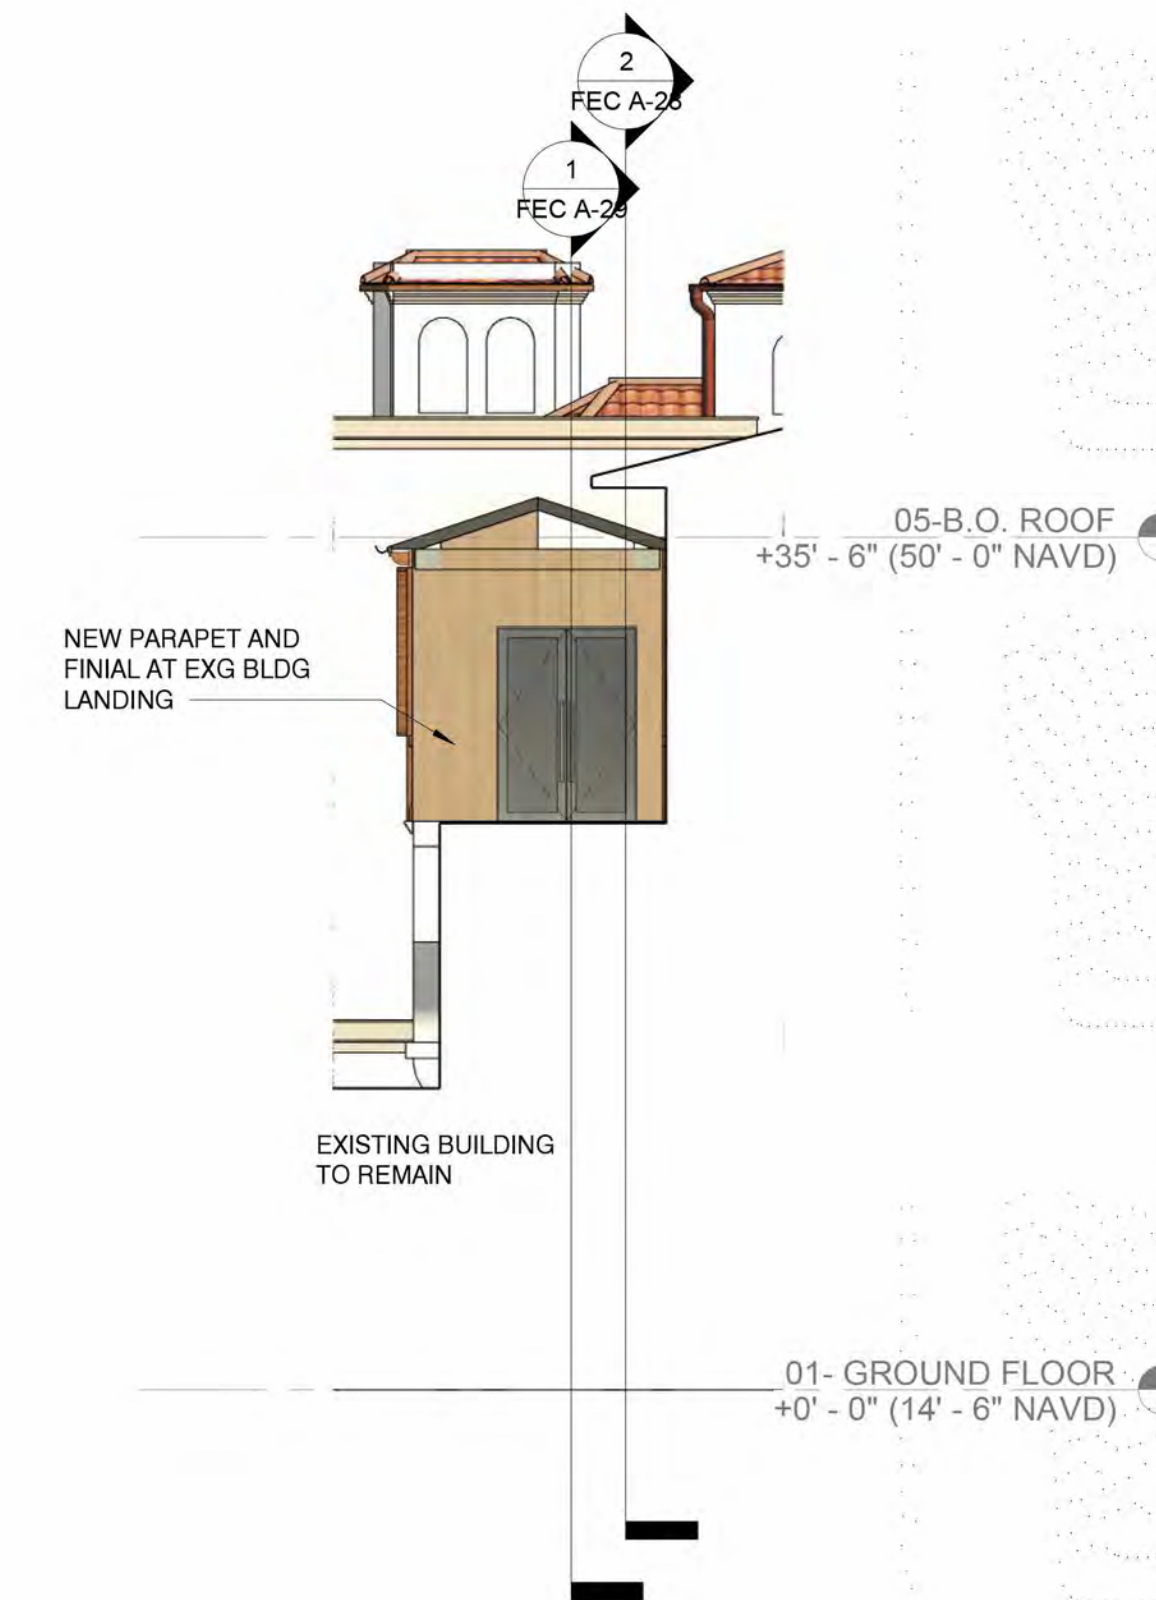 2
FEC A-28
1
FEC A-29
05-B.O. ROOF
+35' - 6" (50' - 0" NAVD)
NEW PARAPET AND
FINIAL AT EXG BLDG
LANDING
EXISTING BUILDING
TO REMAIN
01- GROUND FLOOR
+0' - 0" (14' - 6" NAVD)